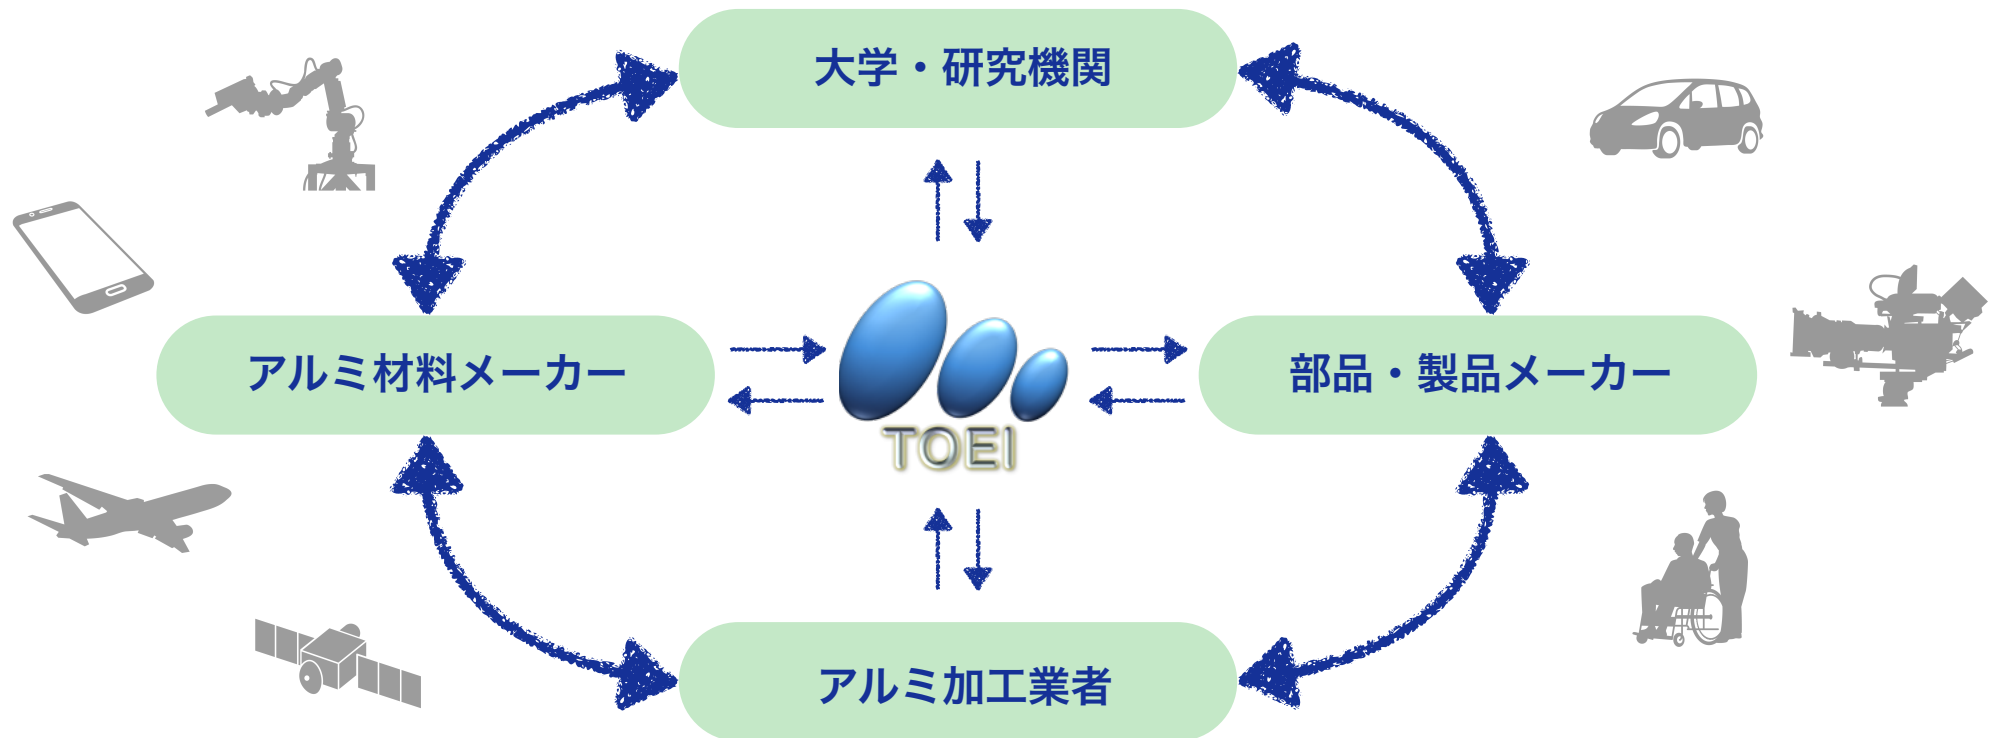 大学・研究機関
アルミ材料メーカー
部品・製品メーカー
TOEI
アルミ加工業者